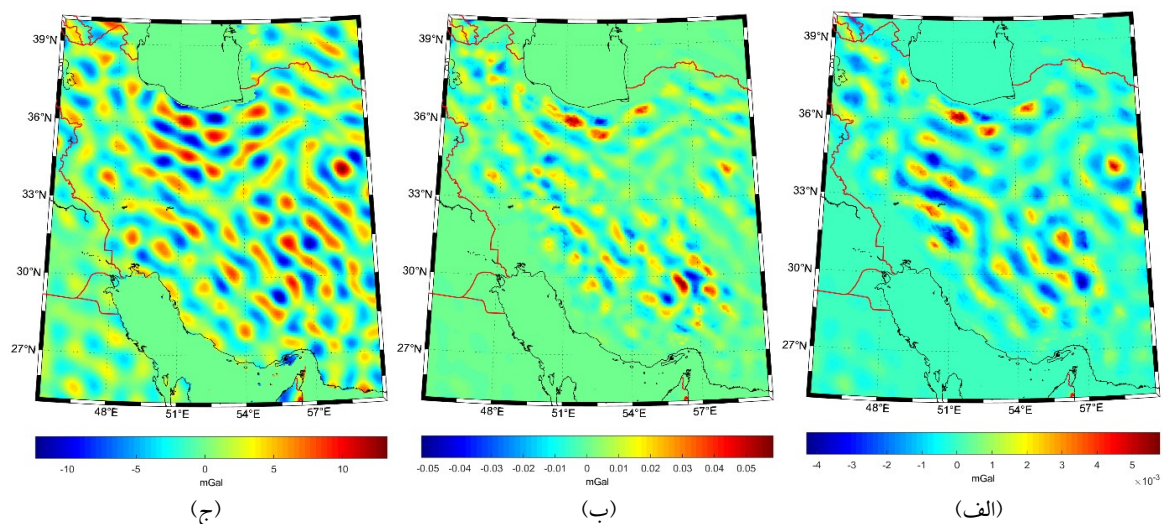 39°N
36°N
33°N
30°N
27°N
48°E 51°E 54°E 57°E
-10 -5 0 5 10
mGal
(ج)
39°N
36°N
33°N
30°N
27°N
48°E 51°E 54°E 57°E
-0.05 -0.04 -0.03 -0.02 -0.01 0 0.01 0.02 0.03 0.04 0.05
mGal
(ب)
39°N
36°N
33°N
30°N
27°N
48°E 51°E 54°E 57°E
-4 -3 -2 -1 0 1 2 3 4 5
mGal ×10⁻³
(الف)